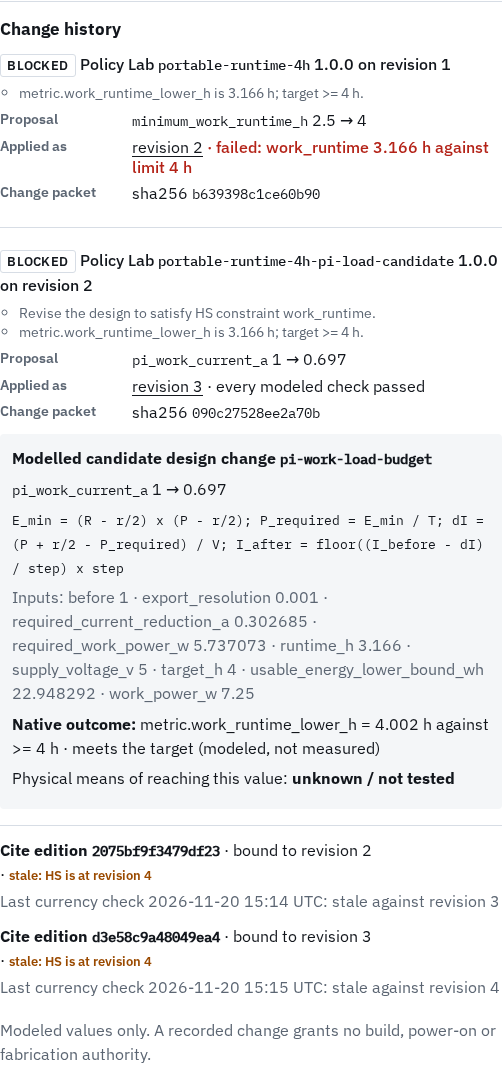 Change history
BLOCKED Policy Lab portable-runtime-4h 1.0.0 on revision 1
metric.work_runtime_lower_h is 3.166 h; target >= 4 h.
Proposal minimum_work_runtime_h 2.5 → 4
Applied as revision 2 · failed: work_runtime 3.166 h against
limit 4 h
Change packet sha256 b639398c1ce60b90
BLOCKED Policy Lab portable-runtime-4h-pi-load-candidate 1.0.0
on revision 2
Revise the design to satisfy HS constraint work_runtime.
metric.work_runtime_lower_h is 3.166 h; target >= 4 h.
Proposal pi_work_current_a 1 → 0.697
Applied as revision 3 · every modeled check passed
Change packet sha256 090c27528ee2a70b
Modelled candidate design change pi-work-load-budget
pi_work_current_a 1 → 0.697
E_min = (R - r/2) x (P - r/2); P_required = E_min / T; dI =
(P + r/2 - P_required) / V; I_after = floor((I_before - dI)
/ step) x step
Inputs: before 1 · export_resolution 0.001 ·
required_current_reduction_a 0.302685 ·
required_work_power_w 5.737073 · runtime_h 3.166 ·
supply_voltage_v 5 · target_h 4 · usable_energy_lower_bound_wh
22.948292 · work_power_w 7.25
Native outcome: metric.work_runtime_lower_h = 4.002 h against
>= 4 h · meets the target (modeled, not measured)
Physical means of reaching this value: unknown / not tested
Cite edition 2075bf9f3479df23 · bound to revision 2
· stale: HS is at revision 4
Last currency check 2026-11-20 15:14 UTC: stale against revision 3
Cite edition d3e58c9a48049ea4 · bound to revision 3
· stale: HS is at revision 4
Last currency check 2026-11-20 15:15 UTC: stale against revision 4
Modeled values only. A recorded change grants no build, power-on or
fabrication authority.